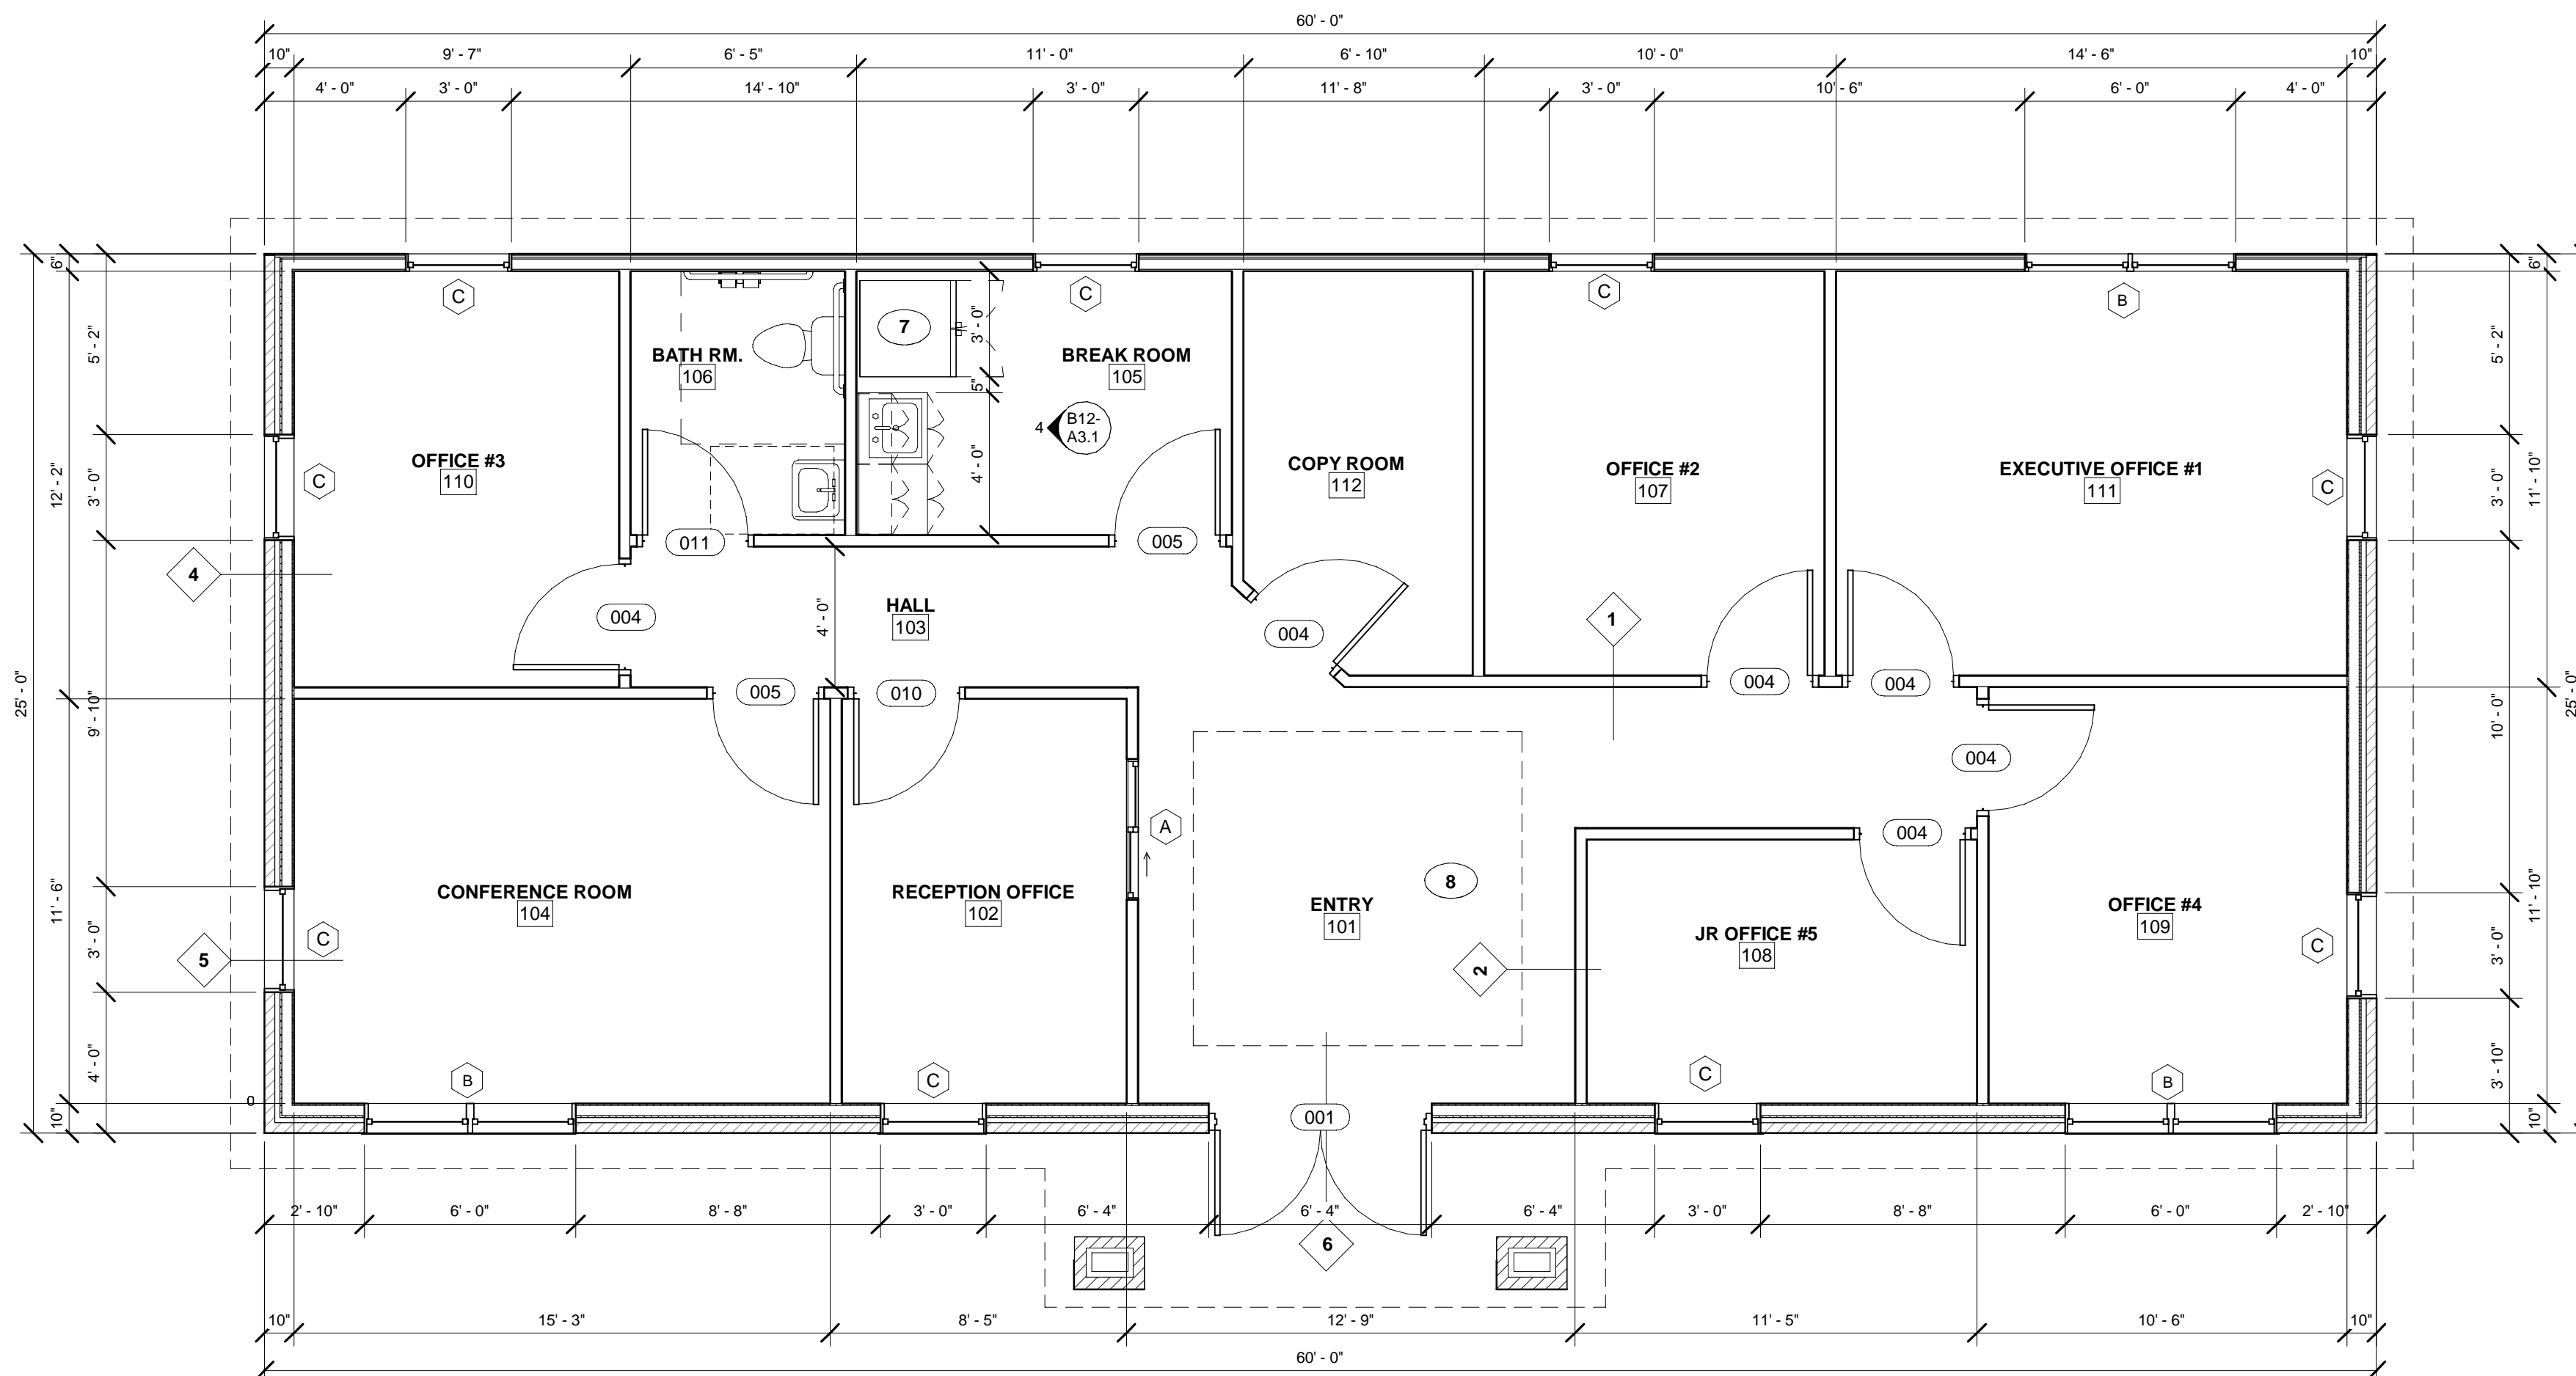 60' - 0"
10" 9' - 7" 6' - 5" 11' - 0" 6' - 10" 10' - 0" 14' - 6" 10"
4' - 0" 3' - 0" 14' - 10" 3' - 0" 11' - 8" 3' - 0" 10' - 6" 6' - 0" 4' - 0"
25' - 0"
6"
12' - 2"
11' - 6"
10"
5' - 2"
3' - 0"
9' - 10"
3' - 0"
4' - 0"
C
C
C
B
7
3' - 0"
5"
4' - 0"
BATH RM.
106
BREAK ROOM
105
4
B12-
A3.1
OFFICE #3
110
C
COPY ROOM
112
OFFICE #2
107
EXECUTIVE OFFICE #1
111
C
011
005
4
004
HALL
103
4' - 0"
004
1
005
010
004
004
004
A
004
CONFERENCE ROOM
104
C
5
RECEPTION OFFICE
102
ENTRY
101
8
2
JR OFFICE #5
108
OFFICE #4
109
C
B
C
C
B
0
001
6
6"
11' - 10"
11' - 10"
10"
5' - 2"
3' - 0"
10' - 0"
3' - 0"
3' - 10"
25' - 0"
2' - 10" 6' - 0" 8' - 8" 3' - 0" 6' - 4" 6' - 4" 6' - 4" 3' - 0" 8' - 8" 6' - 0" 2' - 10"
10" 15' - 3" 8' - 5" 12' - 9" 11' - 5" 10' - 6" 10"
60' - 0"